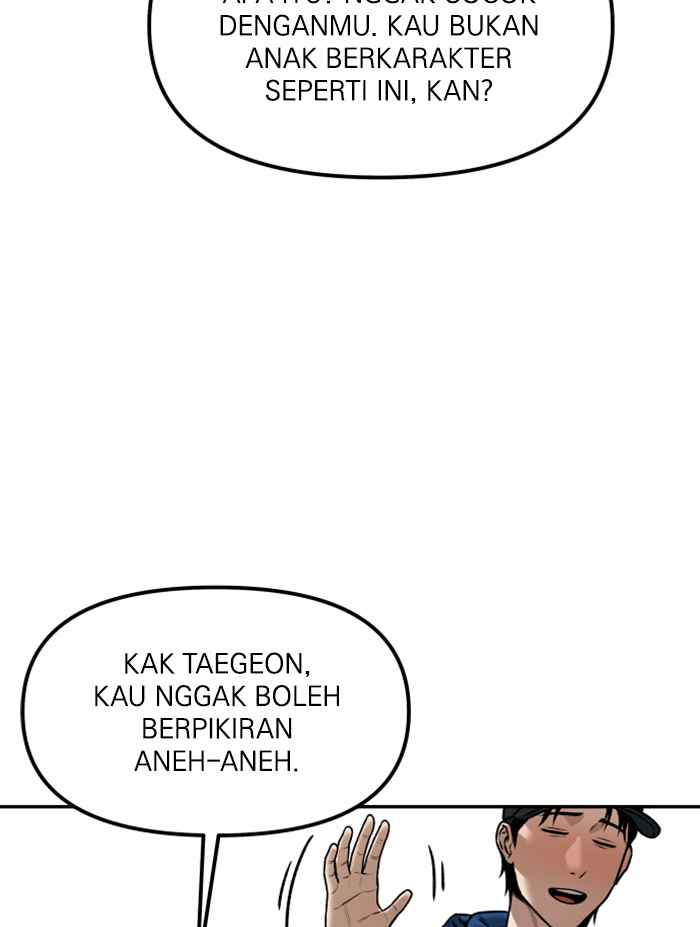 DENGANMU. KAU BUKAN
ANAK BERKARAKTER
SEPERTI INI, KAN?
KAK TAEGEON,
KAU NGGAK BOLEH
BERPIKIRAN
ANEH-ANEH.